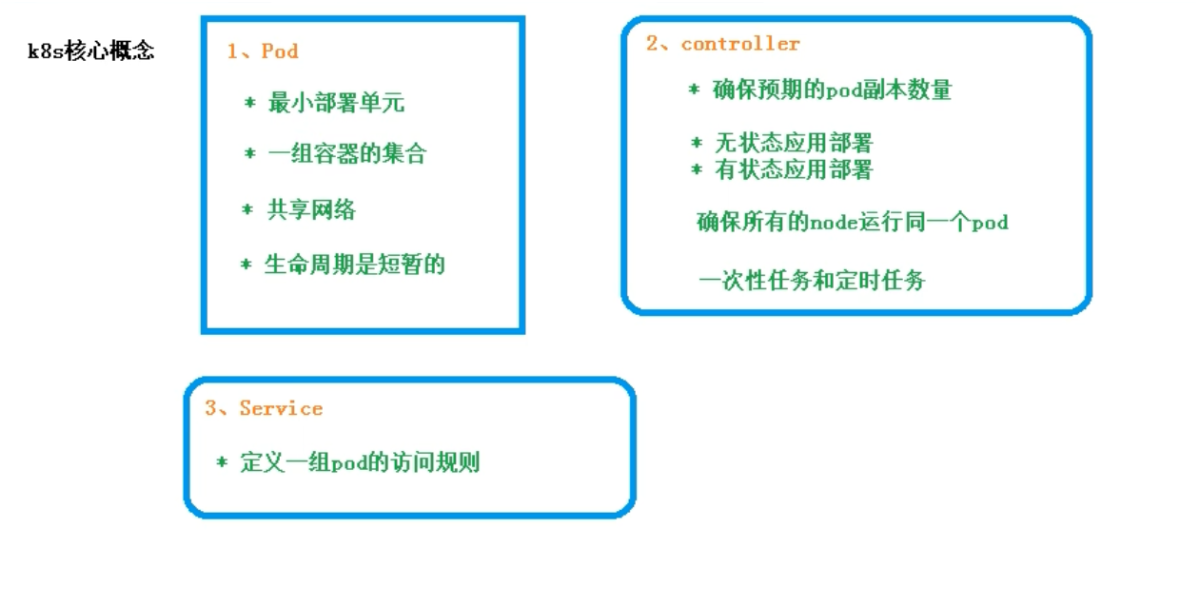 k8s核心概念
1、Pod
* 最小部署单元
* 一组容器的集合
* 共享网络
* 生命周期是短暂的
2、controller
* 确保预期的pod副本数量
* 无状态应用部署
* 有状态应用部署
确保所有的node运行同一个pod
一次性任务和定时任务
3、Service
* 定义一组pod的访问规则